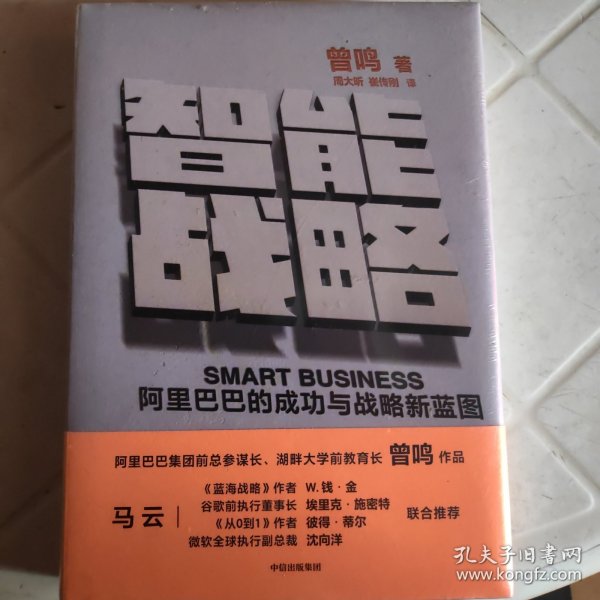 曾鸣 著
周大昕 崔传刚 译
智能
战略
SMART BUSINESS
阿里巴巴的成功与战略新蓝图
阿里巴巴集团前总参谋长、湖畔大学前教育长 曾鸣 作品
马云
《蓝海战略》作者 W.钱·金
谷歌前执行董事长 埃里克·施密特
《从0到1》作者 彼得·蒂尔
微软全球执行副总裁 沈向洋
联合推荐
中信出版集团
孔夫子旧书网
www.kongfz.com